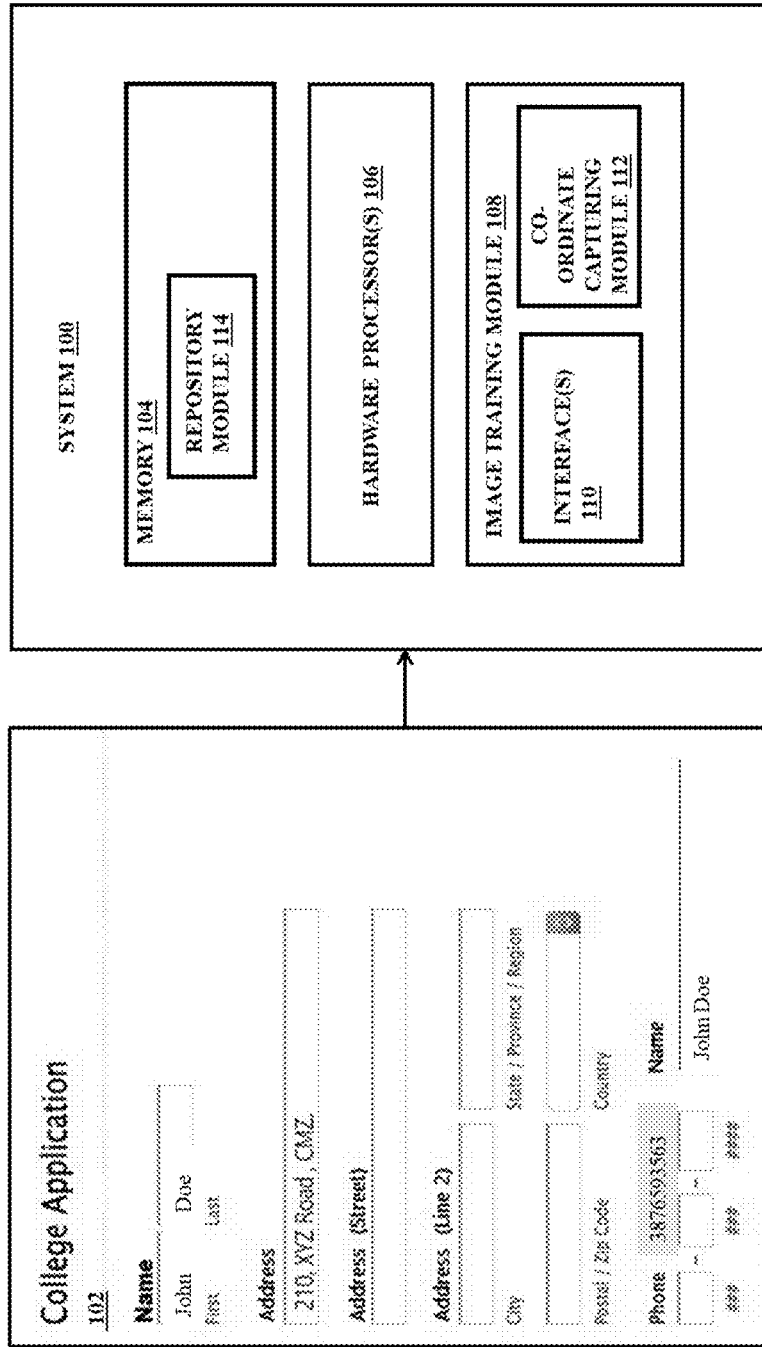 College Application
102
Name
John Doe
First Last
Address
210, XYZ Road , CMZ.
Address (Street)
Address (Line 2)
City State / Province / Region
Postal / Zip Code Country
Phone 3876593563 Name
- -
John Doe
### ### ####
SYSTEM 100
MEMORY 104
REPOSITORY
MODULE 114
HARDWARE PROCESSOR(S) 106
IMAGE TRAINING MODULE 108
INTERFACE(S)
110
CO-
ORDINATE
CAPTURING
MODULE 112